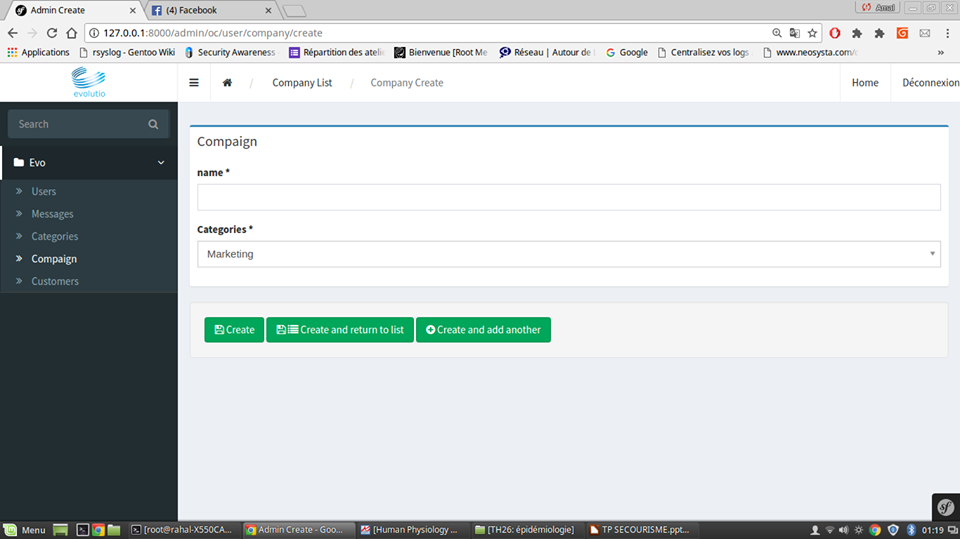 Admin Create
(4) Facebook
Amal
127.0.0.1:8000/admin/oc/user/company/create
Applications rsyslog - Gentoo Wiki Security Awareness Répartition des atelie Bienvenue [Root Me Réseau | Autour de Google Centralisez vos logs www.neosysta.com/
evolutio
/ Company List / Company Create Home Déconnexion
Search
Evo
Users
Messages
Categories
Compaign
Customers
Compaign
name *
Categories *
Marketing
Create Create and return to list Create and add another
Menu [root@rahal-X550CA... Admin Create - Goo... [Human Physiology ... [TH26: épidémiologie] TP SECOURISME.ppt... 01:19